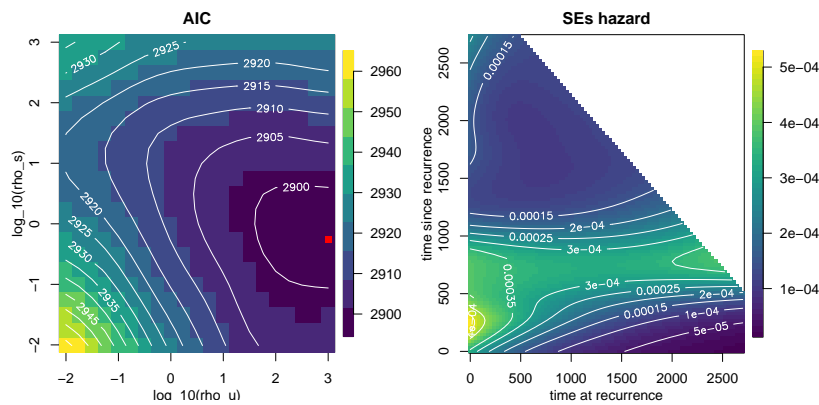 AIC
3
2
1
0
−1
−2
log_10(rho_s)
−2
−1
0
1
2
3
log_10(rho_u)
2930
2925
2920
2915
2910
2905
2900
2920
2925
2930
2935
2945
2960
2950
2940
2930
2920
2910
2900
SEs hazard
2500
2000
1500
1000
500
0
time since recurrence
0
500
1000
1500
2000
2500
time at recurrence
0.00015
0.00015
2e−04
0.00025
3e−04
0.00035
3e−04
0.00025
2e−04
0.00015
1e−04
5e−05
5e−04
4e−04
3e−04
2e−04
1e−04